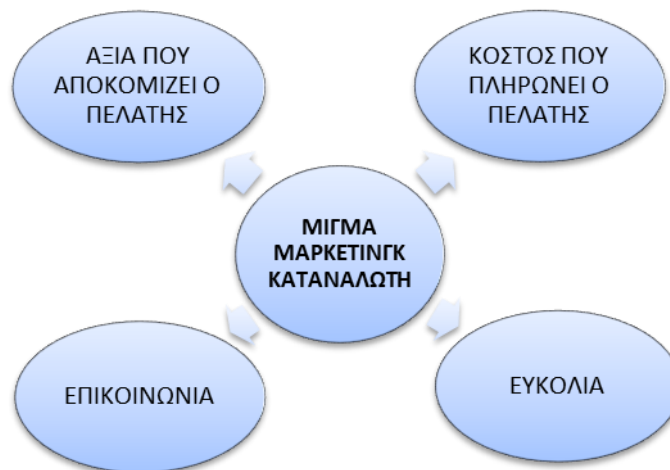 ΑΞΙΑ ΠΟΥ
ΑΠΟΚΟΜΙΖΕΙ Ο
ΠΕΛΑΤΗΣ
ΚΟΣΤΟΣ ΠΟΥ
ΠΛΗΡΩΝΕΙ Ο
ΠΕΛΑΤΗΣ
ΜΙΓΜΑ
ΜΑΡΚΕΤΙΝΓΚ
ΚΑΤΑΝΑΛΩΤΗ
ΕΠΙΚΟΙΝΩΝΙΑ
ΕΥΚΟΛΙΑ